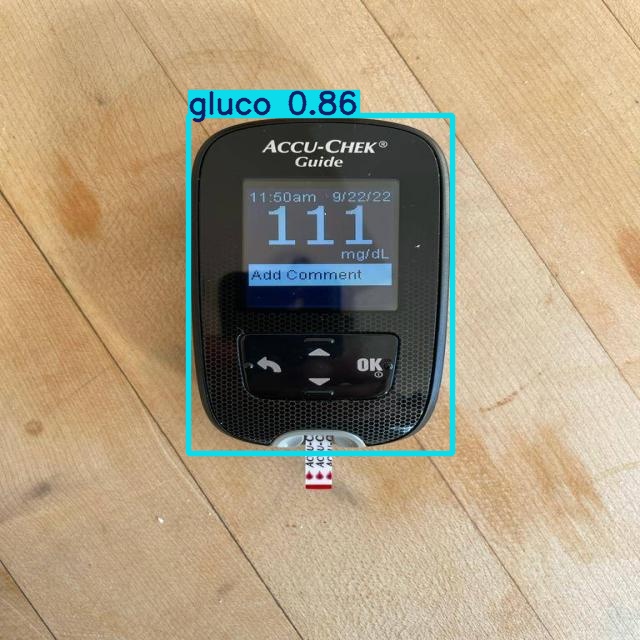 gluco 0.86
ACCU-CHEK®
Guide
11:50am 9/22/22
111
mg/dL
Add Comment
OK